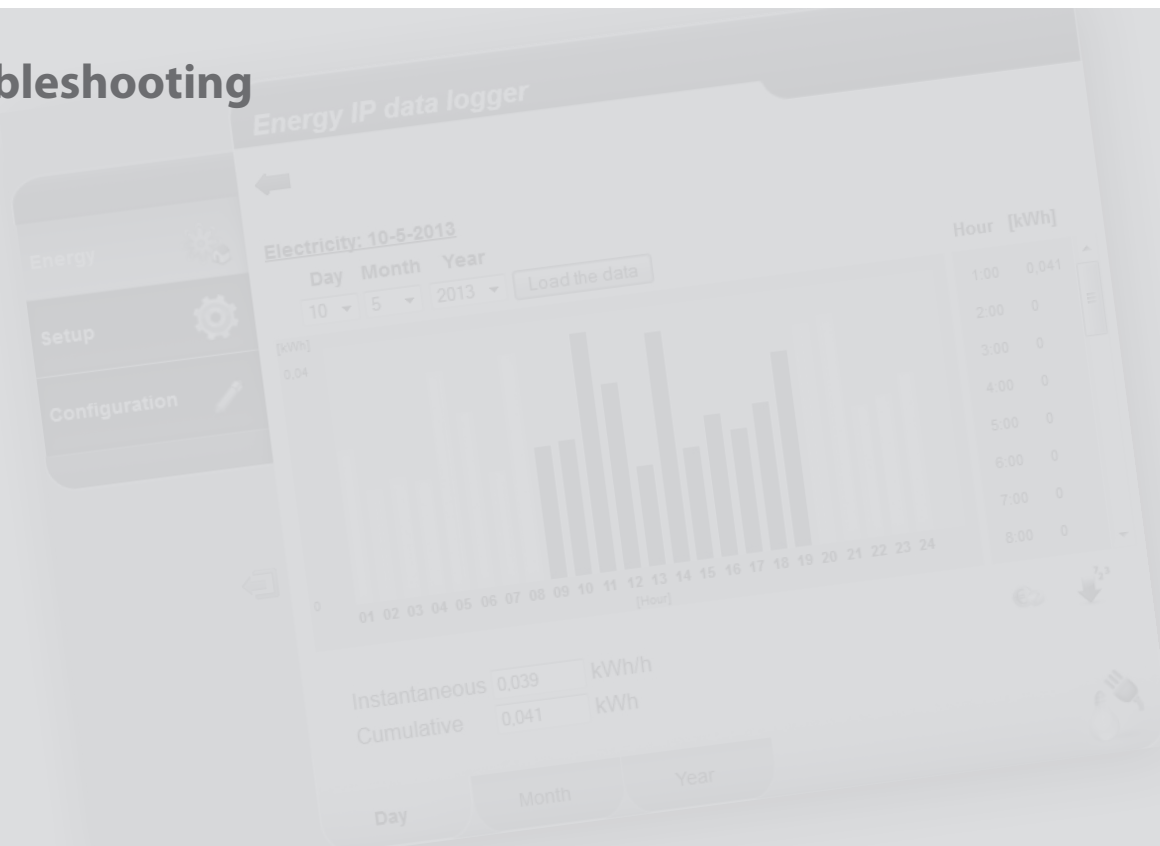 bleshooting
Energy IP data logger
Energy
Setup
Configuration
Electricity: 10-5-2013
Day Month Year
10 5 2013 Load the data
[kWh]
0,04
0
01 02 03 04 05 06 07 08 09 10 11 12 13 14 15 16 17 18 19 20 21 22 23 24
[Hour]
Hour [kWh]
1:00 0,041
2:00 0
3:00 0
4:00 0
5:00 0
6:00 0
7:00 0
8:00 0
Instantaneous 0,039 kWh/h
Cumulative 0,041 kWh
Day Month Year